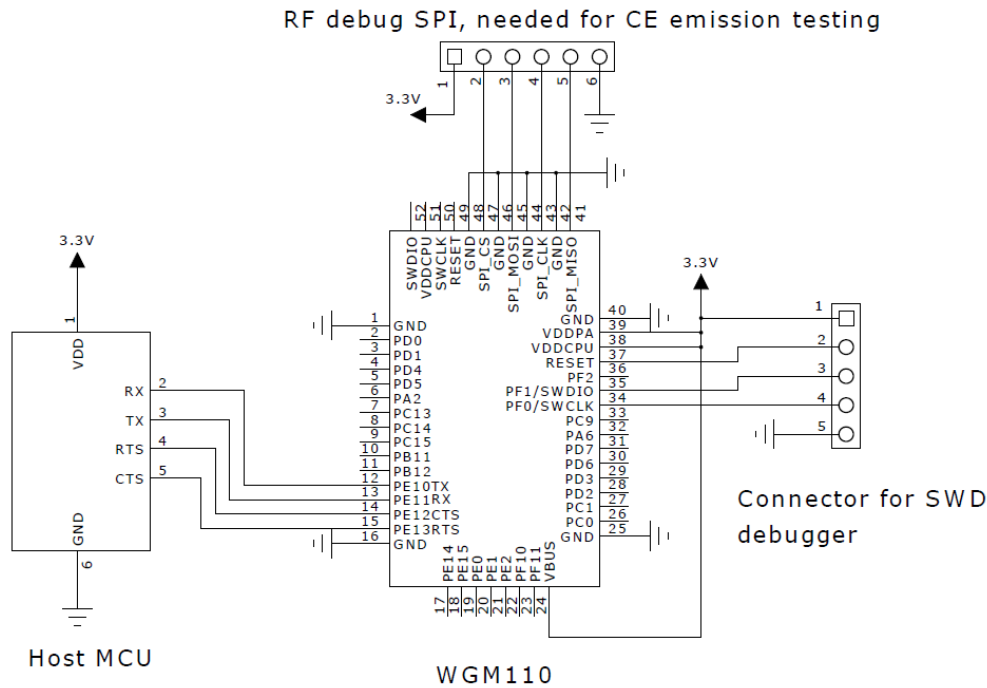 RF debug SPI, needed for CE emission testing
1 2 3 4 5 6
3.3V
52 51 50 49 48 47 46 45 44 43 42 41
SWDIO
VDDCPU
SWCLK
RESET
GND
SPI_CS
GND
SPI_MOSI
GND
SPI_CLK
GND
SPI_MISO
3.3V
1
VDD
RX 2
TX 3
RTS 4
CTS 5
GND
6
Host MCU
1 GND
2 PD0
3 PD1
4 PD4
5 PD5
6 PA2
7 PC13
8 PC14
9 PC15
10 PB11
11 PB12
12 PE10TX
13 PE11RX
14 PE12CTS
15 PE13RTS
16 GND
PE14
PE15
PE0
PE1
PE2
PF10
PF11
VBUS
17 18 19 20 21 22 23 24
GND 40
VDDPA 39
VDDCPU 38
RESET 37
PF2 36
PF1/SWDIO 35
PF0/SWCLK 34
PC9 33
PA6 32
PD7 31
PD6 30
PD3 29
PD2 28
PC1 27
PC0 26
GND 25
3.3V
1
2
3
4
5
Connector for SWD
debugger
WGM110